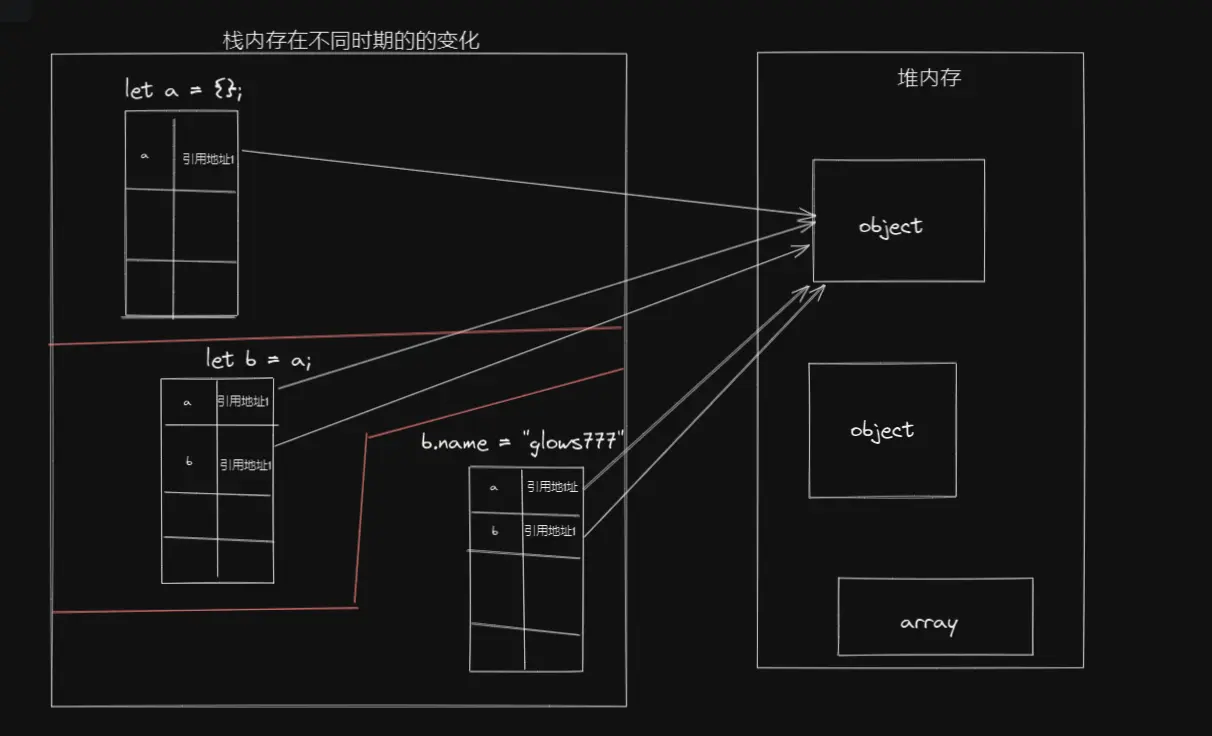 栈内存在不同时期的的变化
堆内存
let a = {};
a
引用地址1
object
let b = a;
a
引用地址1
b
引用地址1
b.name = "glows777"
a
引用地址
b
引用地址1
object
array